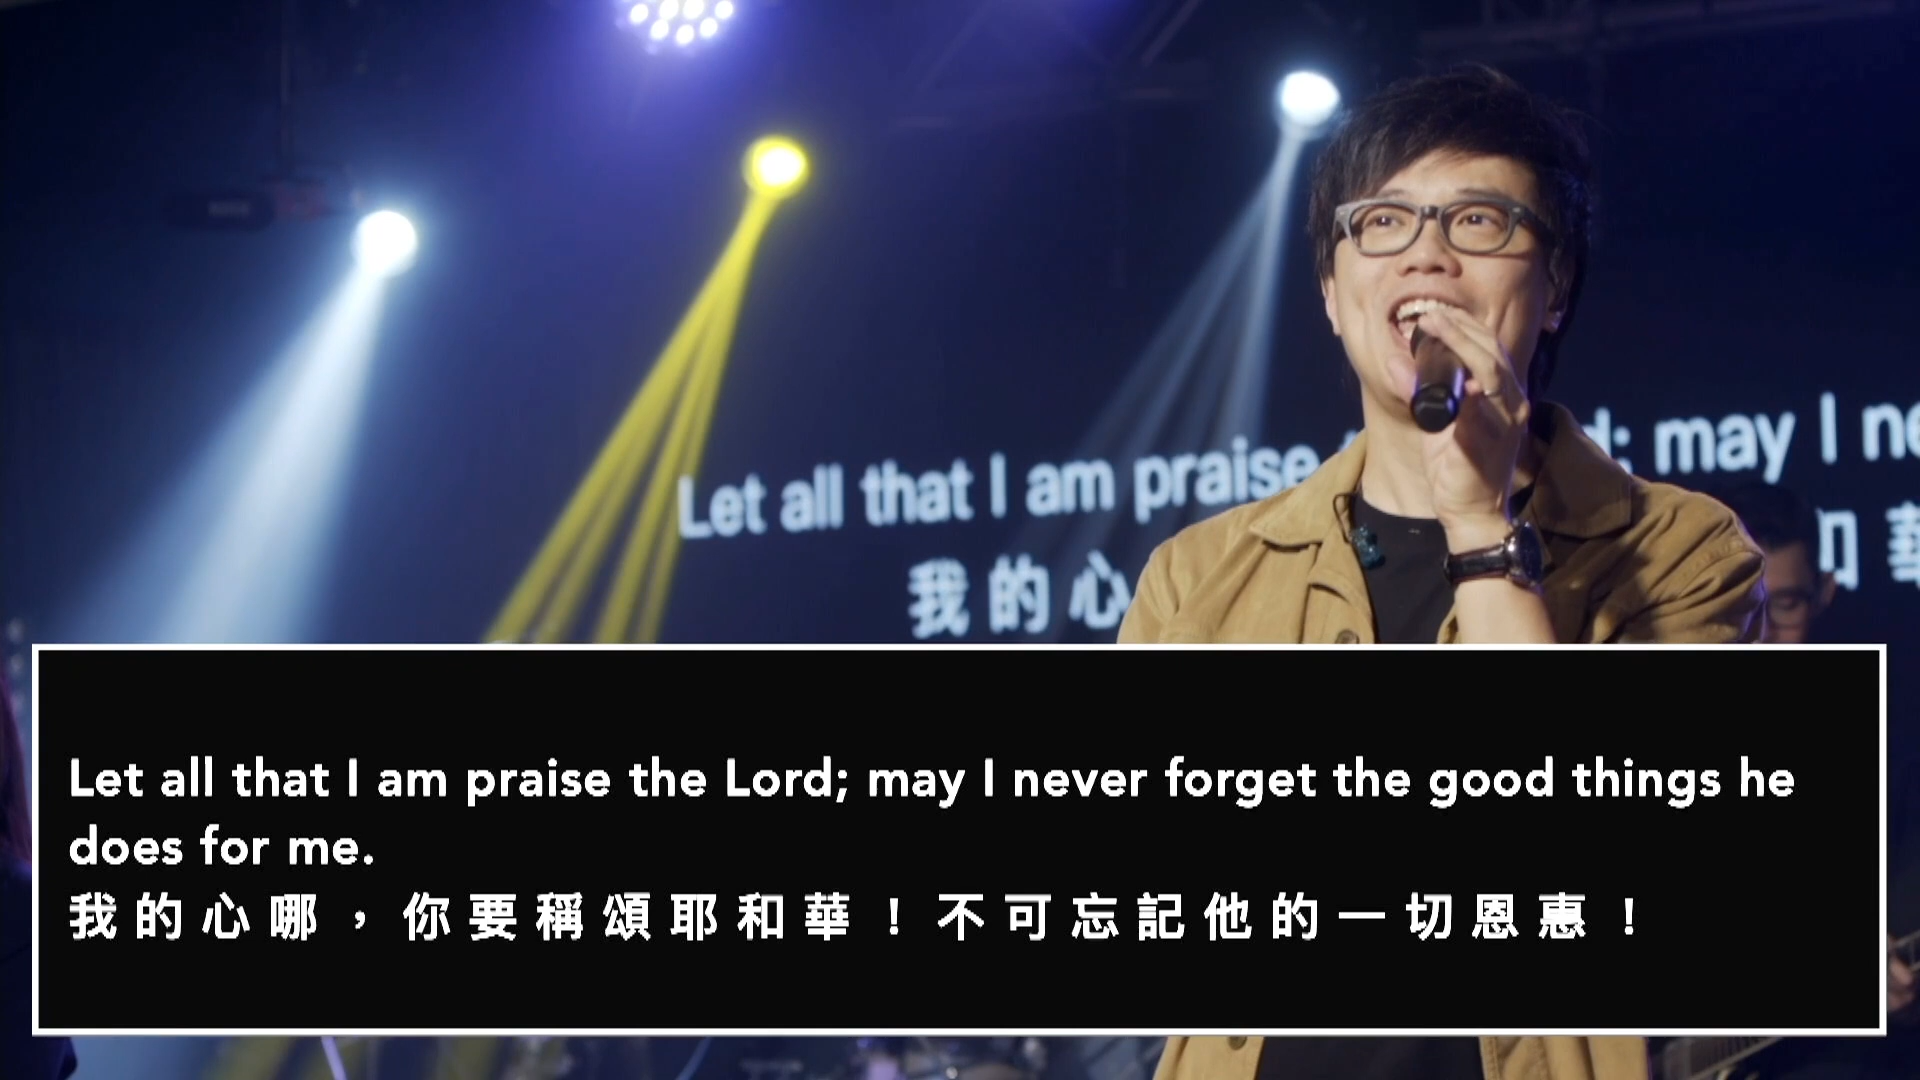 Let all that I am praise
d; may I ne
我的心
和華
Let all that I am praise the Lord; may I never forget the good things he
does for me.
我的心哪，你要稱頌耶和華！不可忘記他的一切恩惠！